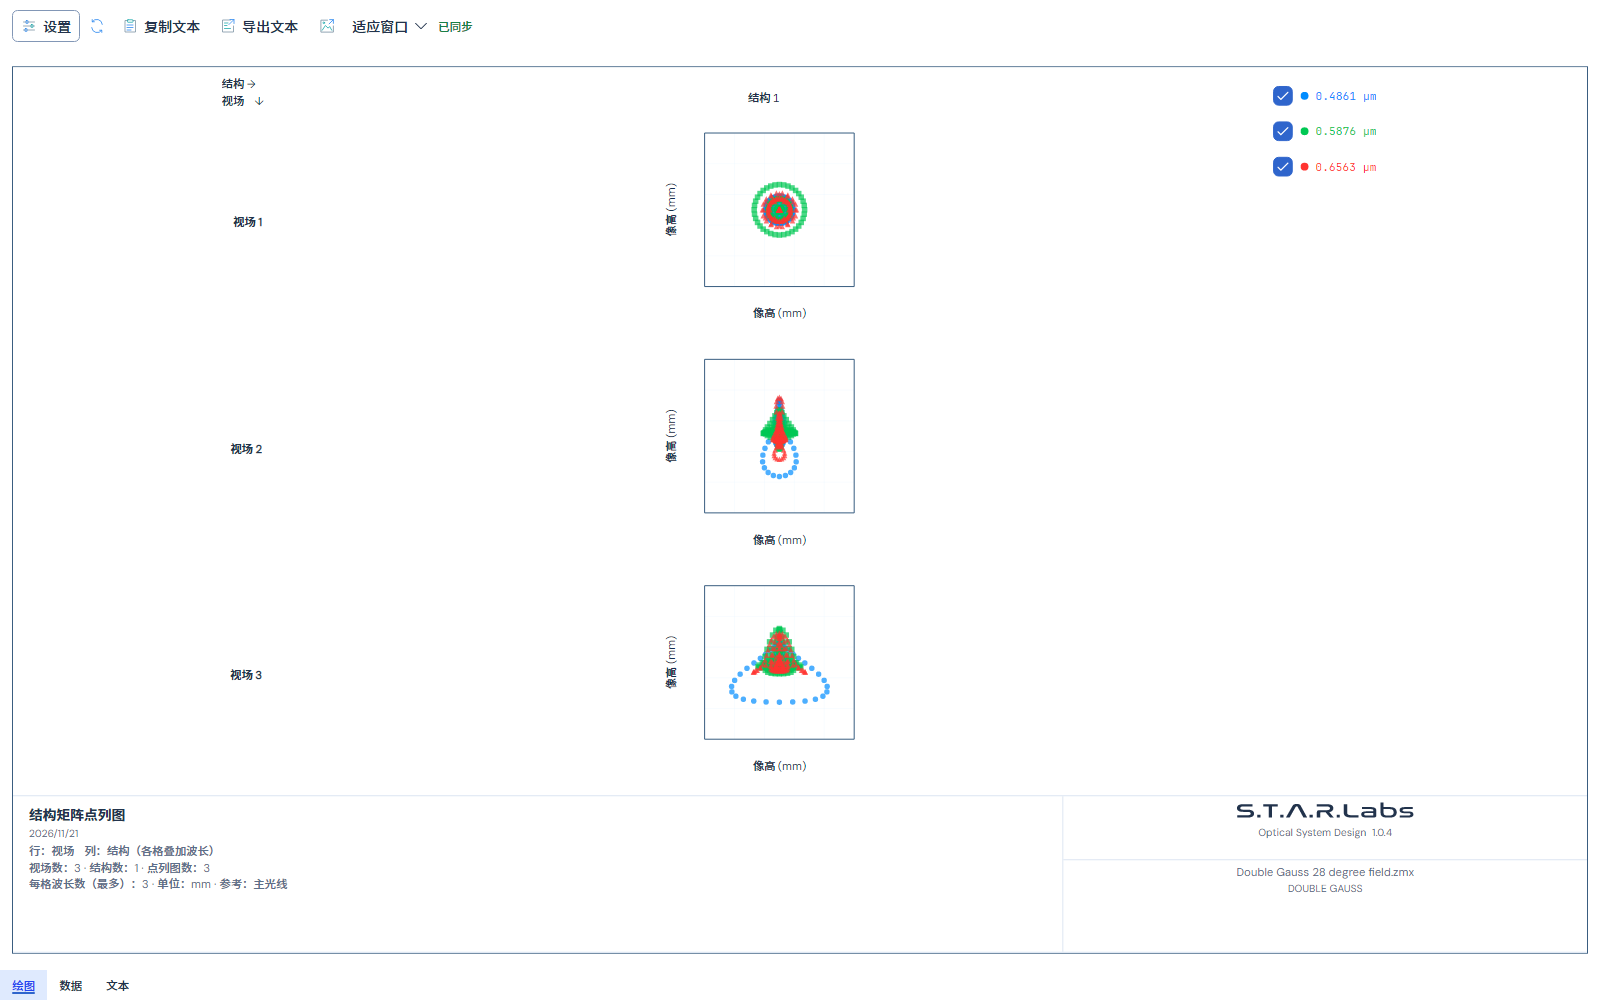 设置 复制文本 导出文本 适应窗口 已同步
结构→
视场 ↓
结构 1
0.4861 µm
0.5876 µm
0.6563 µm
视场 1
像高 (mm)
像高 (mm)
视场 2
像高 (mm)
像高 (mm)
视场 3
像高 (mm)
像高 (mm)
结构矩阵点列图
2026/11/21
行：视场 列：结构（各格叠加波长）
视场数：3 · 结构数：1 · 点列图数：3
每格波长数（最多）：3 · 单位：mm · 参考：主光线
S.T.A.R.Labs
Optical System Design 1.0.4
Double Gauss 28 degree field.zmx
DOUBLE GAUSS
绘图 数据 文本